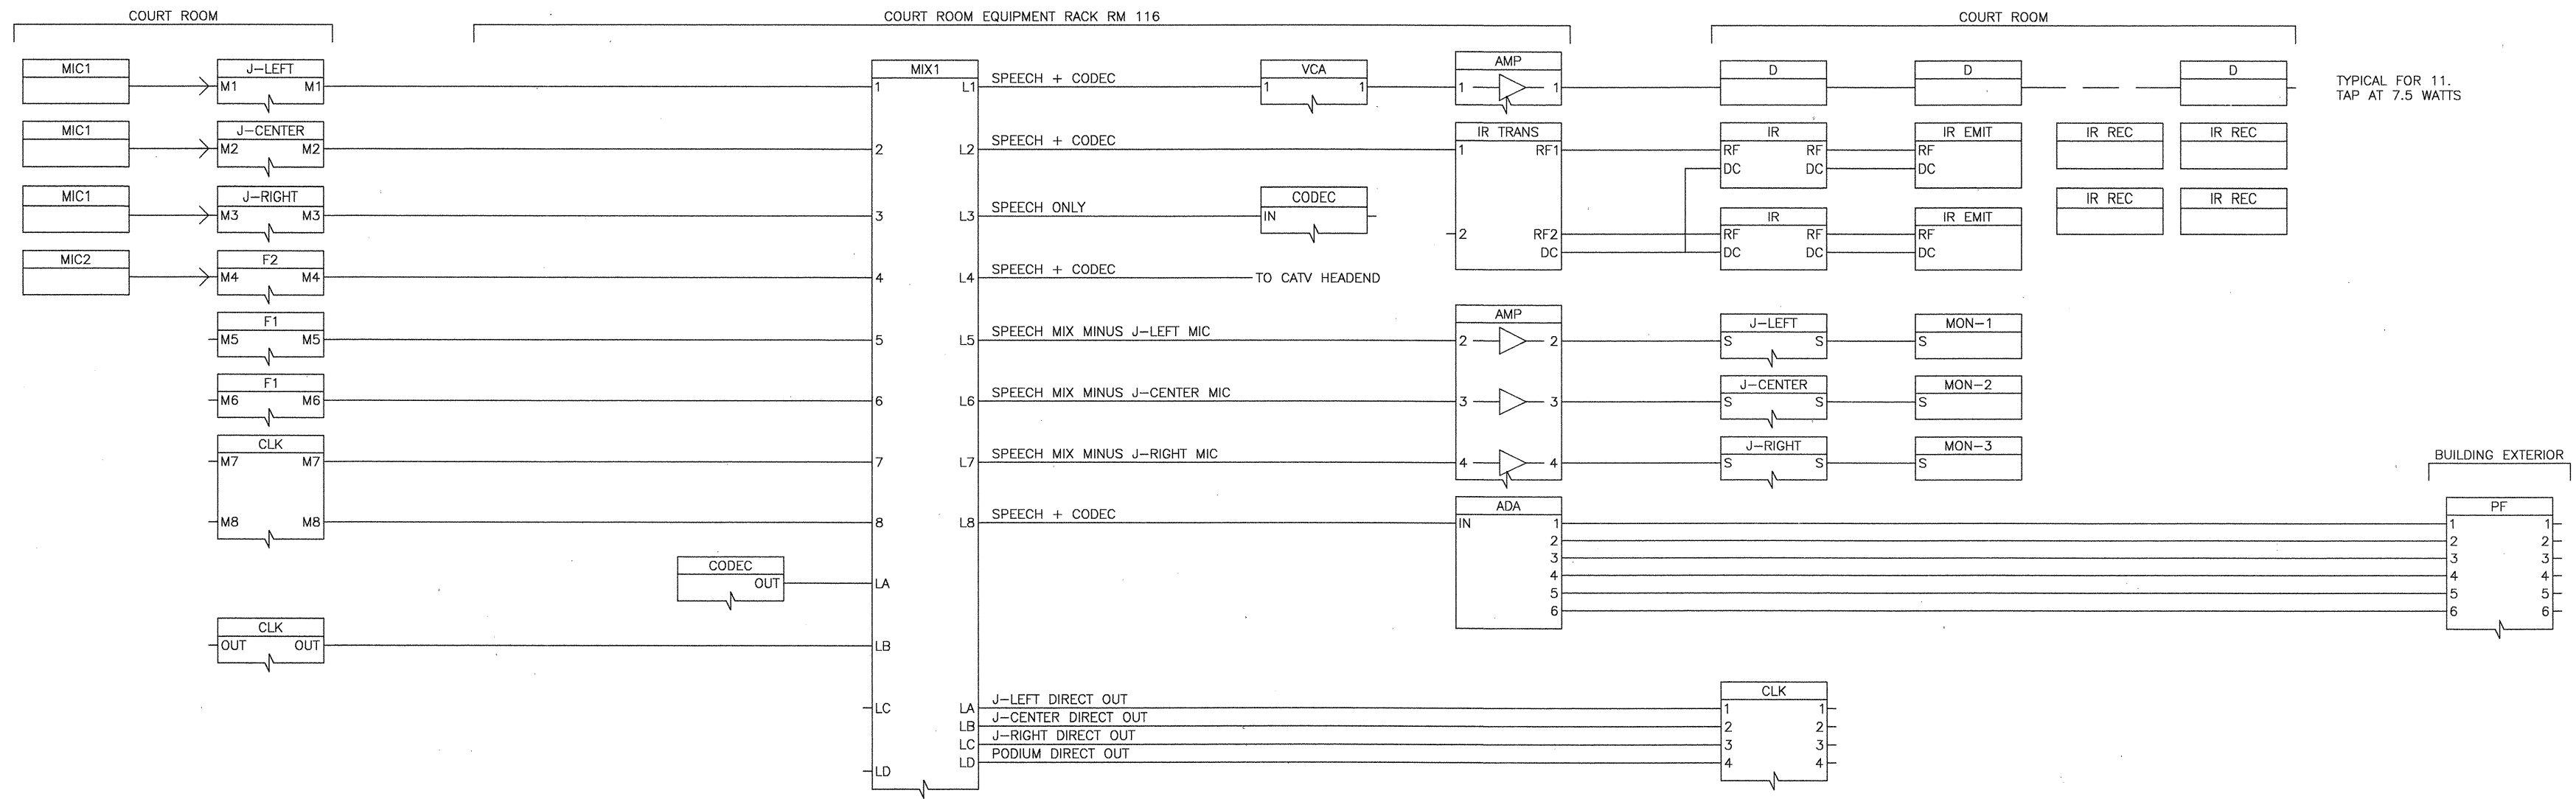 COURT ROOM
COURT ROOM EQUIPMENT RACK RM 116
COURT ROOM
MIC1
J-LEFT
M1 M1
MIC1
J-CENTER
M2 M2
MIC1
J-RIGHT
M3 M3
MIC2
F2
M4 M4
F1
M5 M5
F1
M6 M6
CLK
M7 M7
M8 M8
CODEC
OUT
CLK
OUT OUT
MIX1
1 L1
2 L2
3 L3
4 L4
5 L5
6 L6
7 L7
8 L8
LA
LB
LC LA
LB
LC
LD LD
SPEECH + CODEC
SPEECH + CODEC
SPEECH ONLY
SPEECH + CODEC
TO CATV HEADEND
SPEECH MIX MINUS J-LEFT MIC
SPEECH MIX MINUS J-CENTER MIC
SPEECH MIX MINUS J-RIGHT MIC
SPEECH + CODEC
J-LEFT DIRECT OUT
J-CENTER DIRECT OUT
J-RIGHT DIRECT OUT
PODIUM DIRECT OUT
VCA
1 1
CODEC
IN
AMP
1 1
IR TRANS
1 RF1
2 RF2
DC
AMP
2 2
3 3
4 4
ADA
IN 1
2
3
4
5
6
D
D
D
TYPICAL FOR 11.
TAP AT 7.5 WATTS
IR
RF RF
DC DC
IR EMIT
RF
DC
IR REC
IR REC
IR
RF RF
DC DC
IR EMIT
RF
DC
IR REC
IR REC
J-LEFT
S S
MON-1
S
J-CENTER
S S
MON-2
S
J-RIGHT
S S
MON-3
S
BUILDING EXTERIOR
PF
1 1
2 2
3 3
4 4
5 5
6 6
CLK
1 1
2 2
3 3
4 4